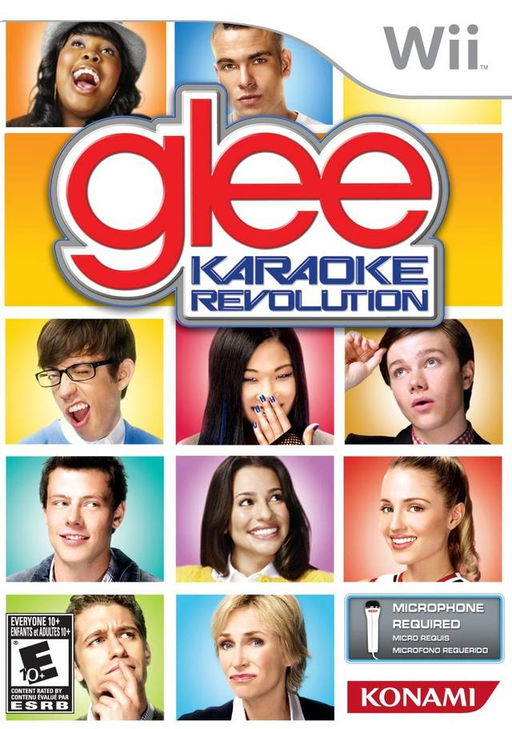 Wii™
glee
KARAOKE
REVOLUTION
EVERYONE 10+
ENFANTS et ADULTES 10+
E
10+
CONTENT RATED BY
CONTENU ÉVALUÉ PAR
ESRB
MICROPHONE
REQUIRED
MICRO REQUIS
MICROFONO REQUERIDO
KONAMI